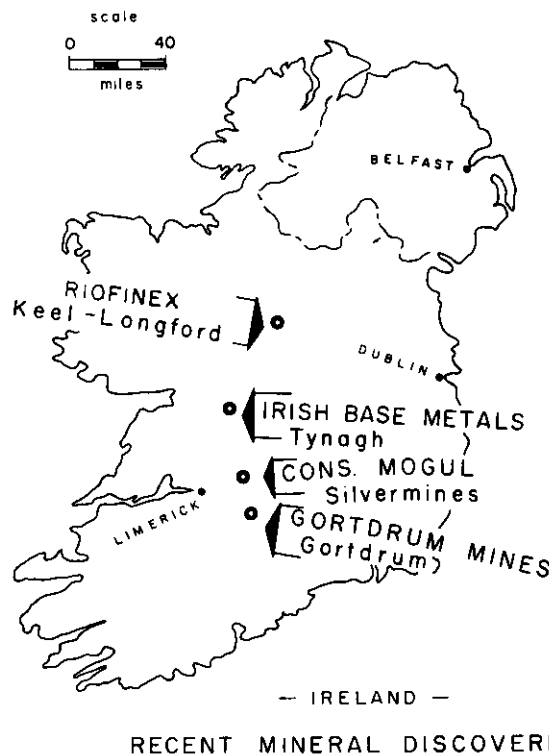 scale
0 40
miles
BELFAST
RIOFINEX
Keel-Longford
DUBLIN
IRISH BASE METALS
Tynagh
CONS. MOGUL
Silvermines
LIMERICK
GORTDRUM MINES
Gortdrum
— IRELAND —
RECENT MINERAL DISCOVERI